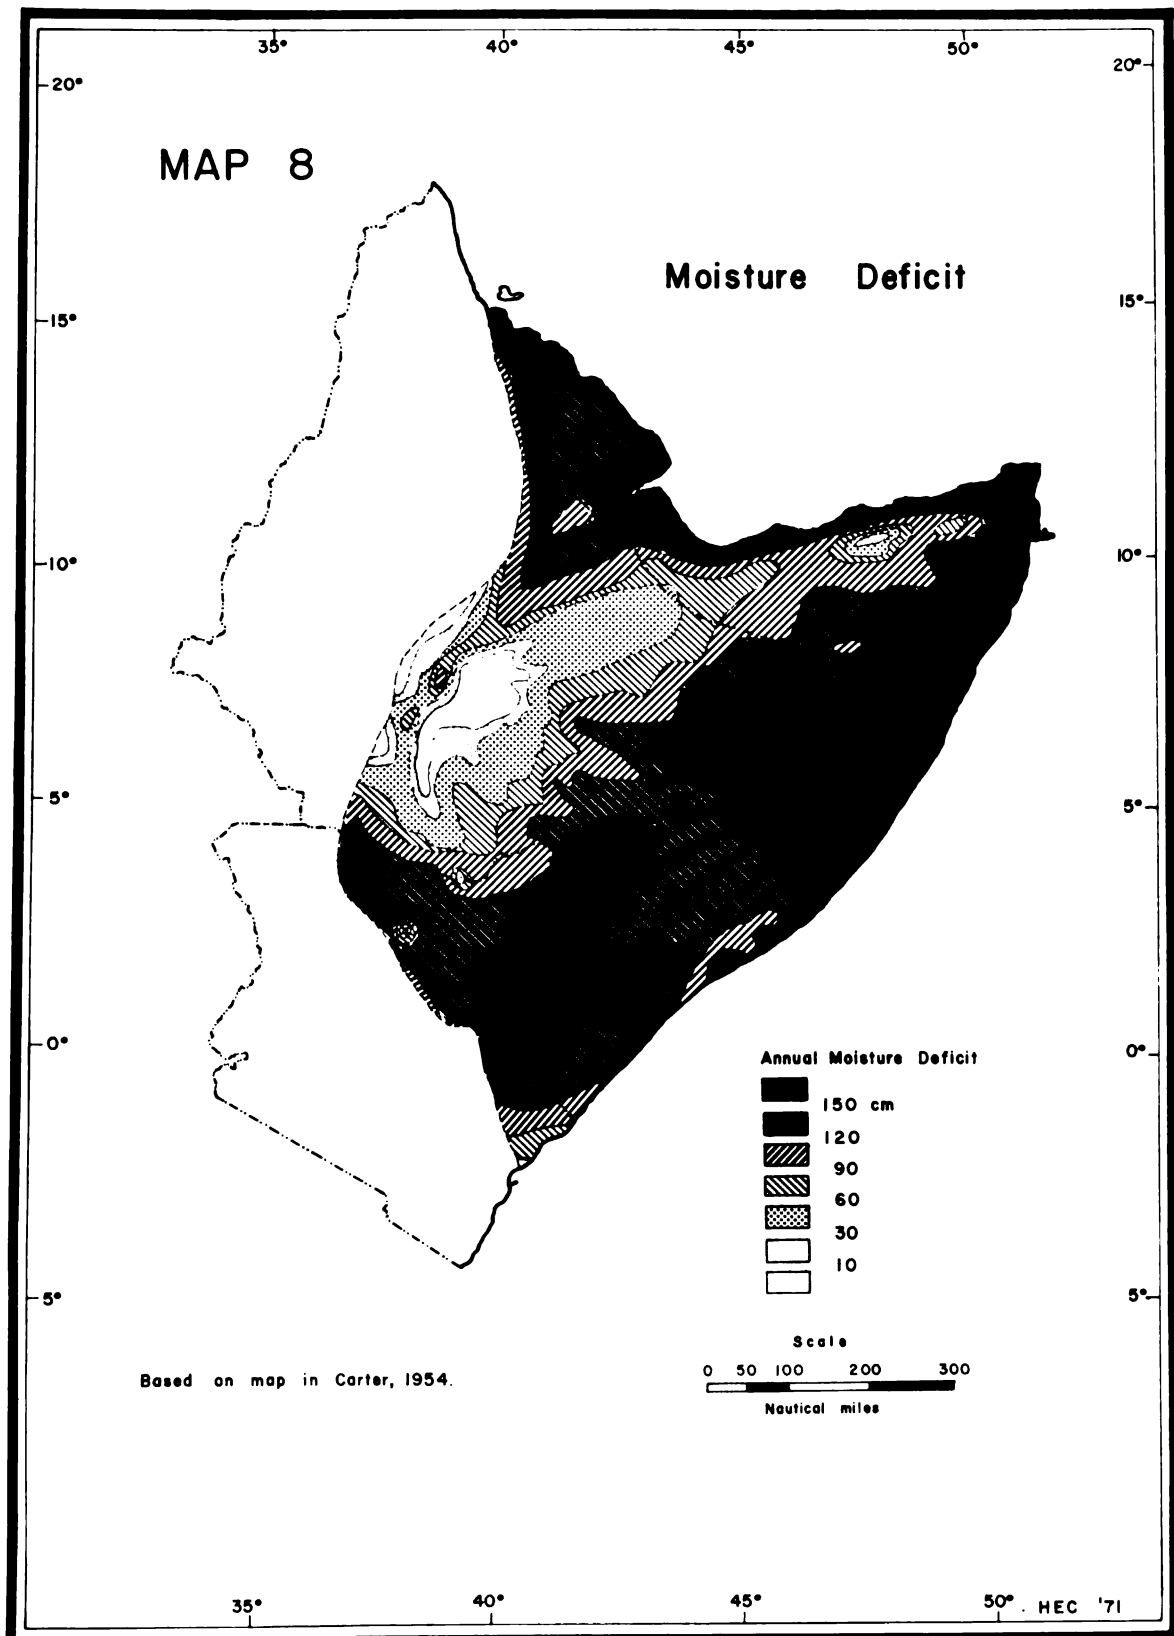 35° 40° 45° 50°
20° 20°
MAP 8
Moisture Deficit
15° 15°
10° 10°
5° 5°
0° 0°
Annual Moisture Deficit
150 cm
120
90
60
30
10
5° 5°
Scale
0 50 100 200 300
Nautical miles
Based on map in Carter, 1954.
35° 40° 45° 50°
HEC '71